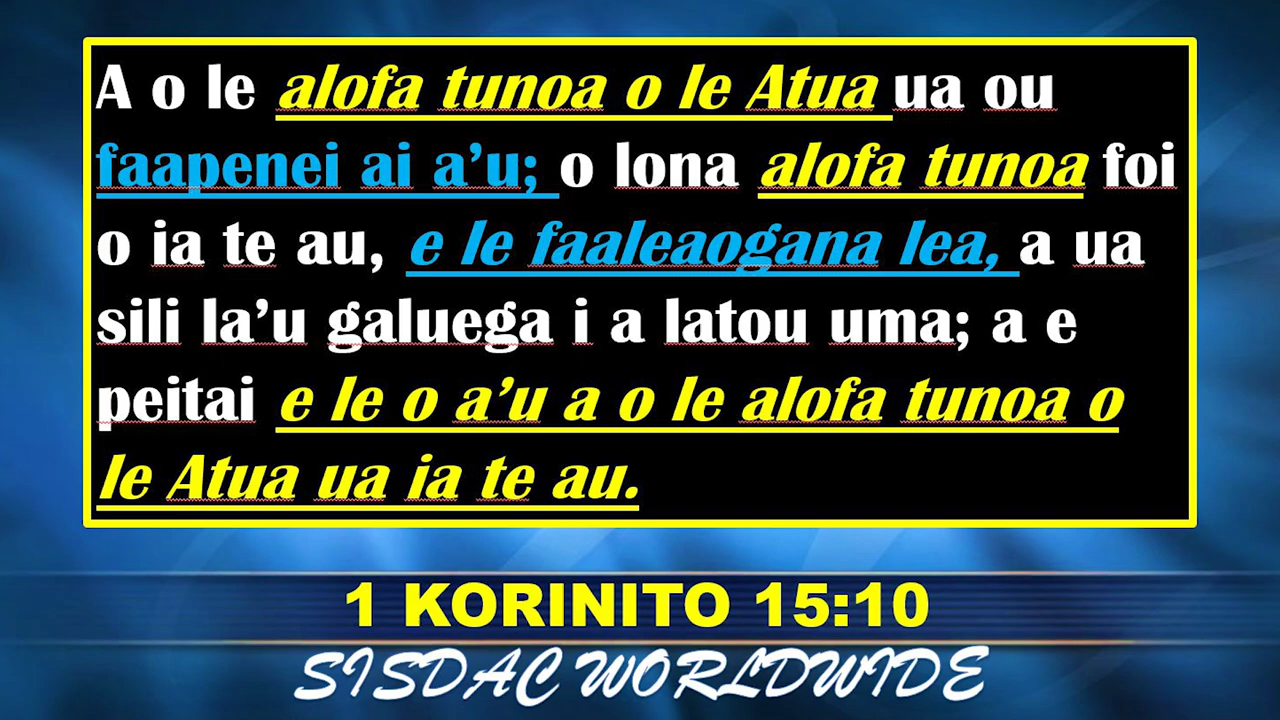 A o le alofa tunoa o le Atua ua ou
faapenei ai a’u; o lona alofa tunoa foi
o ia te au, e le faaleaogana lea, a ua
sili la’u galuega i a latou uma; a e
peitai e le o a’u a o le alofa tunoa o
le Atua ua ia te au.
1 KORINITO 15:10
SISDAC WORLDWIDE